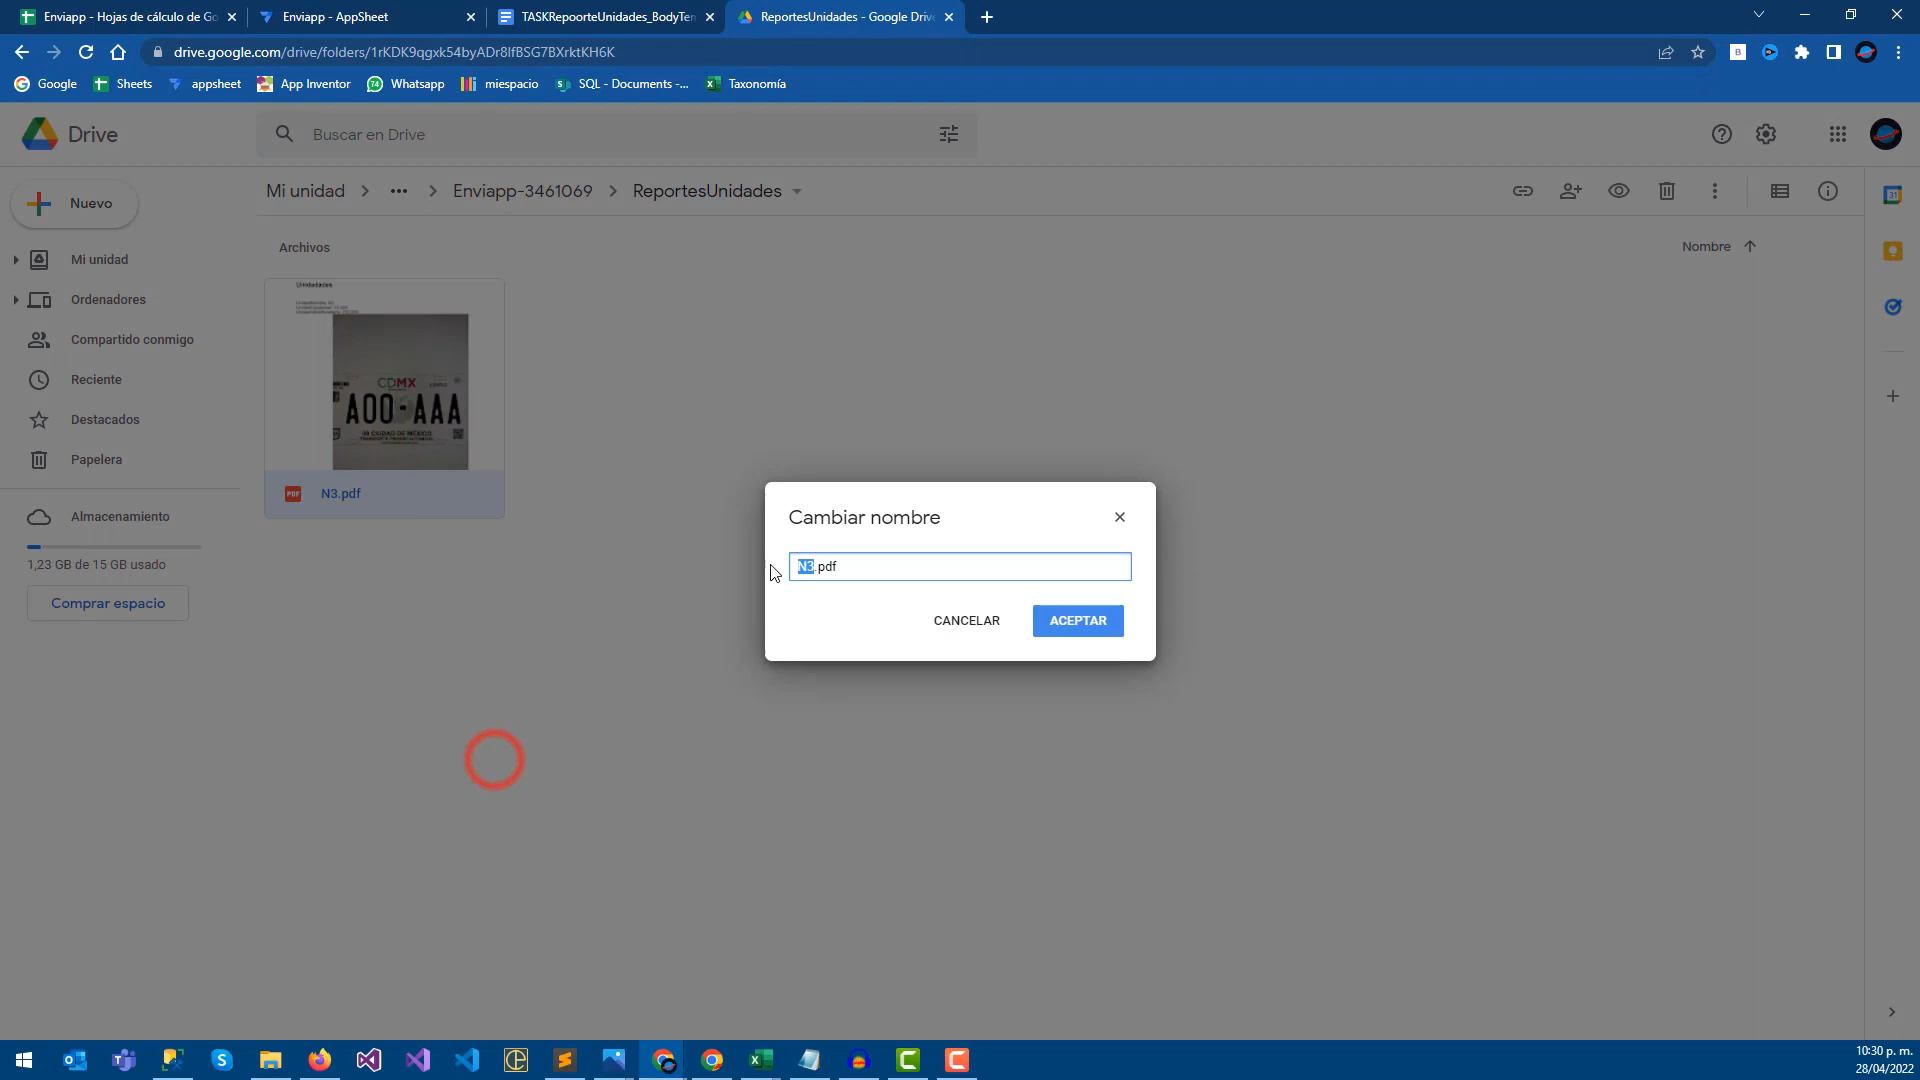 Enviapp - Hojas de cálculo de Go
Enviapp - AppSheet
TASKRepoorteUnidades_BodyTem
ReportesUnidades - Google Drive
drive.google.com/drive/folders/1rKDK9qgxk54byADr8lfBSG7BXrktKH6K
Google
Sheets
appsheet
App Inventor
Whatsapp
miespacio
SQL - Documents -...
Taxonomía
Drive
Buscar en Drive
Nuevo
Mi unidad
Enviapp-3461069
ReportesUnidades
Mi unidad
Ordenadores
Compartido conmigo
Reciente
Destacados
Papelera
Almacenamiento
1,23 GB de 15 GB usado
Comprar espacio
Archivos
Nombre
CDMX
A00-AAA
PDF
N3.pdf
Cambiar nombre
N3.pdf
CANCELAR
ACEPTAR
10:30 p. m.
28/04/2022